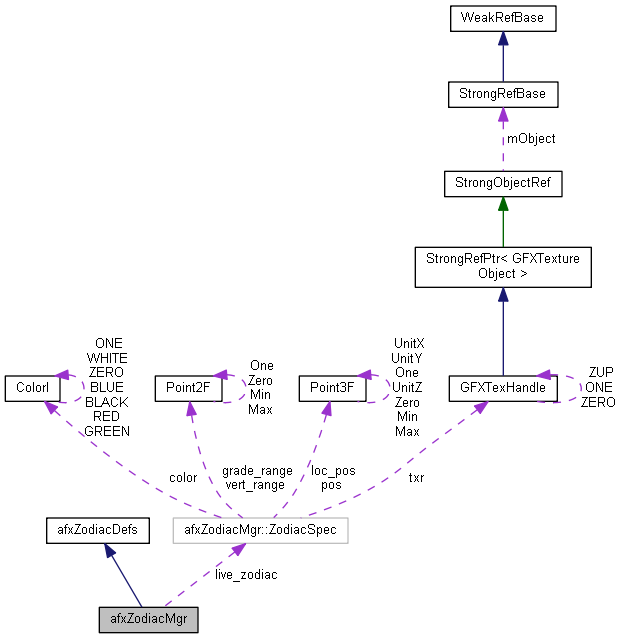 WeakRefBase
StrongRefBase
mObject
StrongObjectRef
StrongRefPtr< GFXTexture
Object >
ONE
WHITE
ZERO
BLUE
BLACK
RED
GREEN
One
Zero
Min
Max
UnitX
UnitY
One
UnitZ
Zero
Min
Max
ZUP
ONE
ZERO
ColorI
Point2F
Point3F
GFXTexHandle
color
grade_range
vert_range
loc_pos
pos
txr
afxZodiacDefs
afxZodiacMgr::ZodiacSpec
live_zodiac
afxZodiacMgr